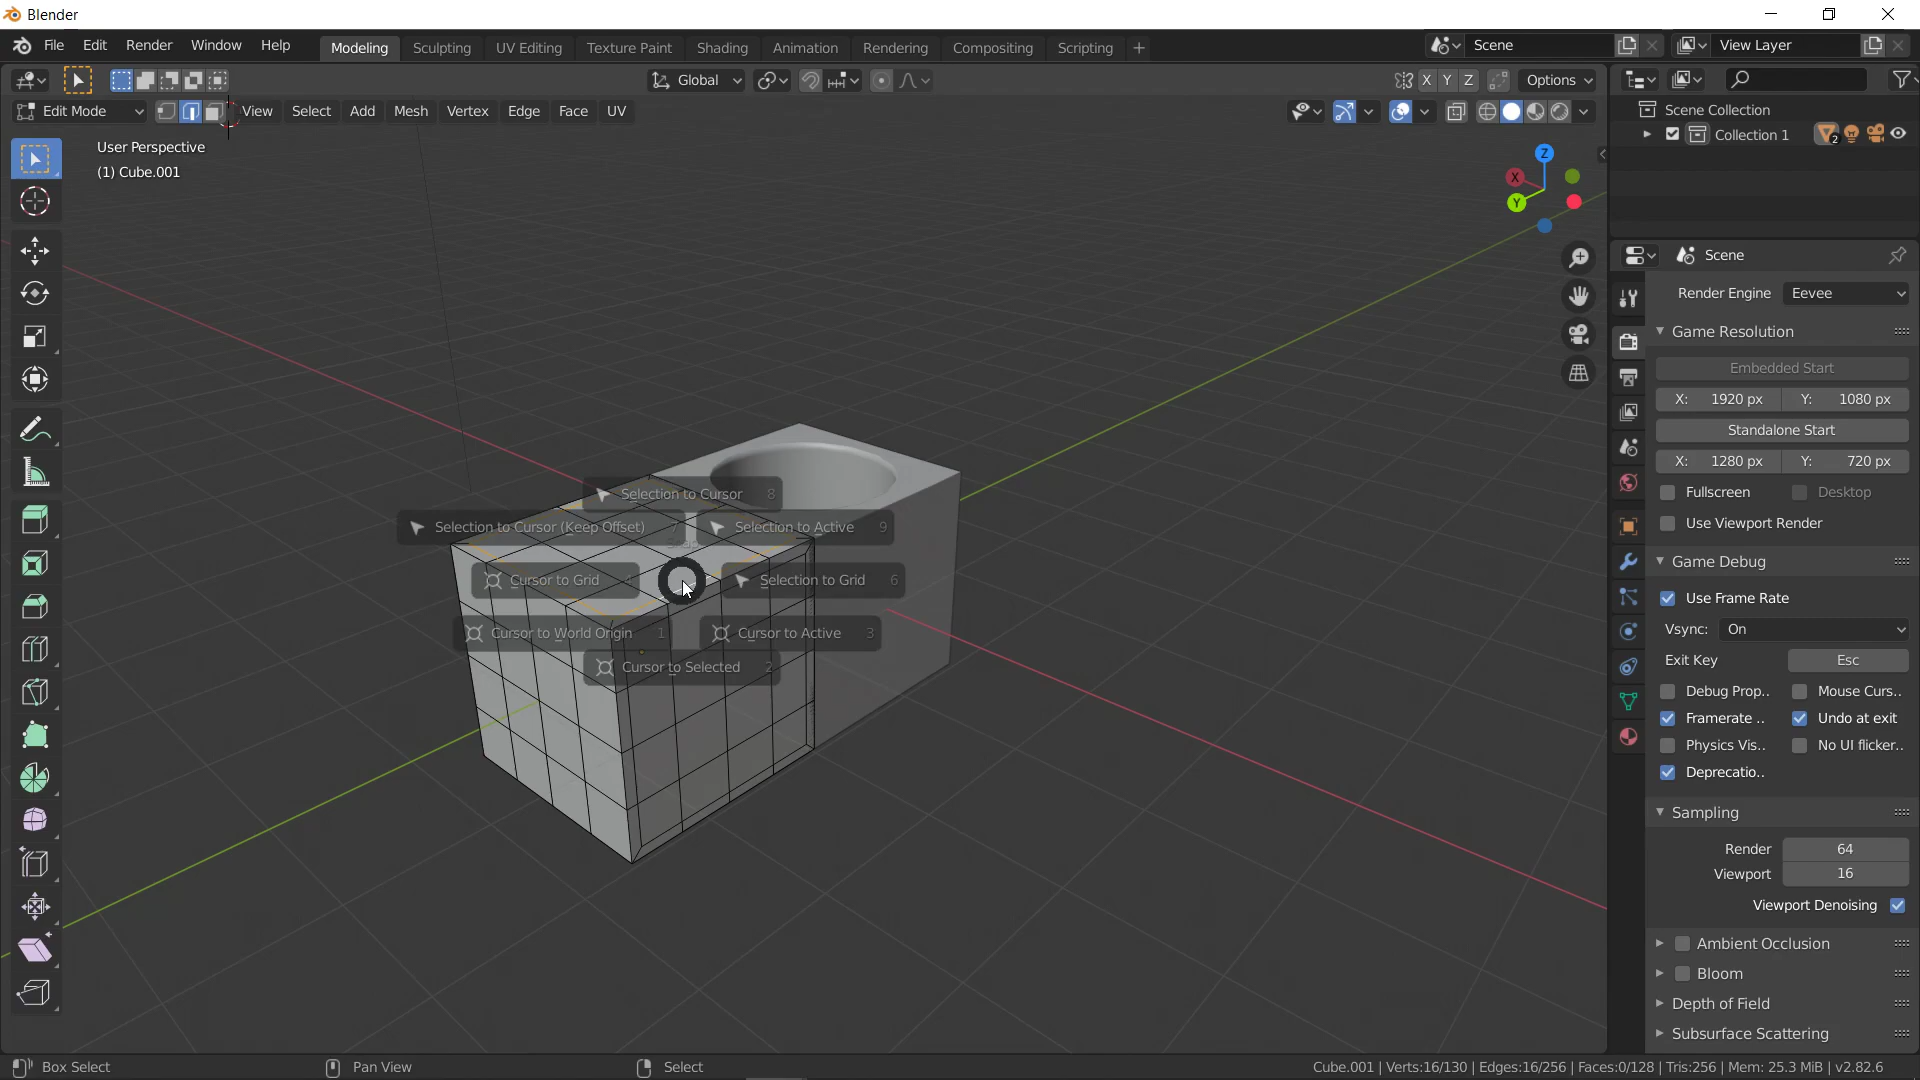 Blender
File Edit Render Window Help Modeling Sculpting UV Editing Texture Paint Shading Animation Rendering Compositing Scripting + Scene View Layer
Global X Y Z Options
Edit Mode View Select Add Mesh Vertex Edge Face UV
Scene Collection
Collection 1 2
User Perspective
(1) Cube.001
Z
X
Y
Scene
Render Engine Eevee
Game Resolution
Embedded Start
X: 1920 px Y: 1080 px
Standalone Start
X: 1280 px Y: 720 px
Fullscreen Desktop
Use Viewport Render
Game Debug
Use Frame Rate
Vsync: On
Exit Key Esc
Debug Prop.. Mouse Curs..
Framerate .. Undo at exit
Physics Vis.. No UI flicker..
Deprecatio..
Sampling
Render 64
Viewport 16
Viewport Denoising
Ambient Occlusion
Bloom
Depth of Field
Subsurface Scattering
Selection to Cursor 8
Selection to Cursor (Keep Offset) 7 Selection to Active 9
Cursor to Grid 4 Selection to Grid 6
Cursor to World Origin 1 Cursor to Active 3
Cursor to Selected 2
Box Select Pan View Select Cube.001 | Verts:16/130 | Edges:16/256 | Faces:0/128 | Tris:256 | Mem: 25.3 MiB | v2.82.6